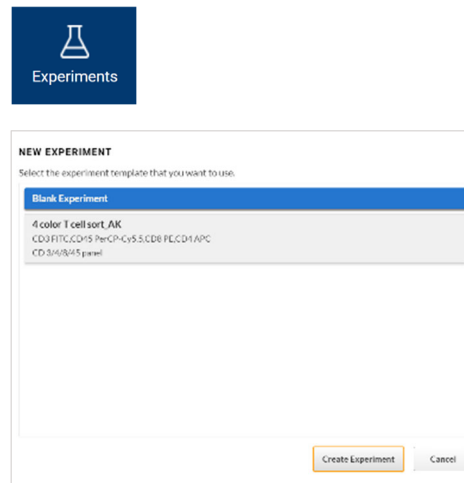 Experiments
NEW EXPERIMENT
Select the experiment template that you want to use.
Blank Experiment
4 color T cell sort_AK
CD3 FITC,CD45 PerCP-Cy5.5,CD8 PE,CD4 APC
CD 3/4/8/45 panel
Create Experiment
Cancel